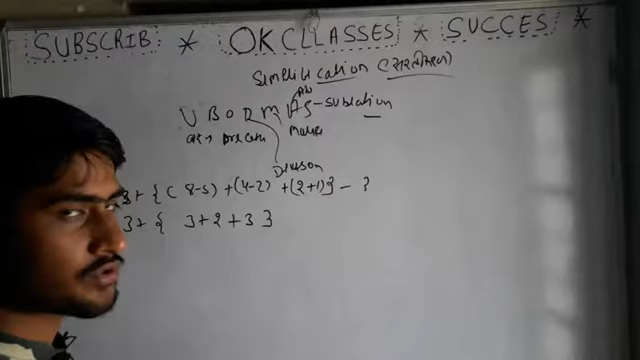 SUBSCRIB * OK CLLASSES * SUCCES *
Simplification (सरलीकरण)
V B O D M A S - SUBtation
Division
3 + { ( 8-5) + (4-2) + (2+1) } - ?
3 + { 3+2+3 }